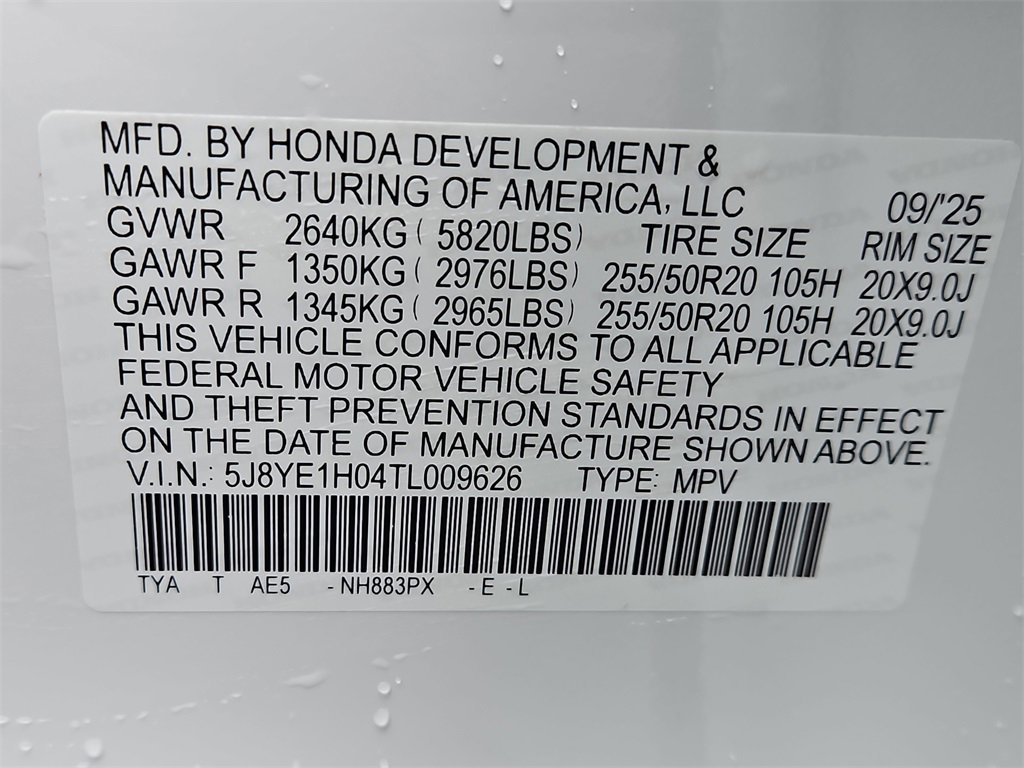 MFD. BY HONDA DEVELOPMENT &
MANUFACTURING OF AMERICA, LLC 09/'25
GVWR 2640KG ( 5820LBS) TIRE SIZE RIM SIZE
GAWR F 1350KG ( 2976LBS) 255/50R20 105H 20X9.0J
GAWR R 1345KG ( 2965LBS) 255/50R20 105H 20X9.0J
THIS VEHICLE CONFORMS TO ALL APPLICABLE
FEDERAL MOTOR VEHICLE SAFETY
AND THEFT PREVENTION STANDARDS IN EFFECT
ON THE DATE OF MANUFACTURE SHOWN ABOVE.
V.I.N.: 5J8YE1H04TL009626 TYPE: MPV
TYA T AE5 -NH883PX -E -L